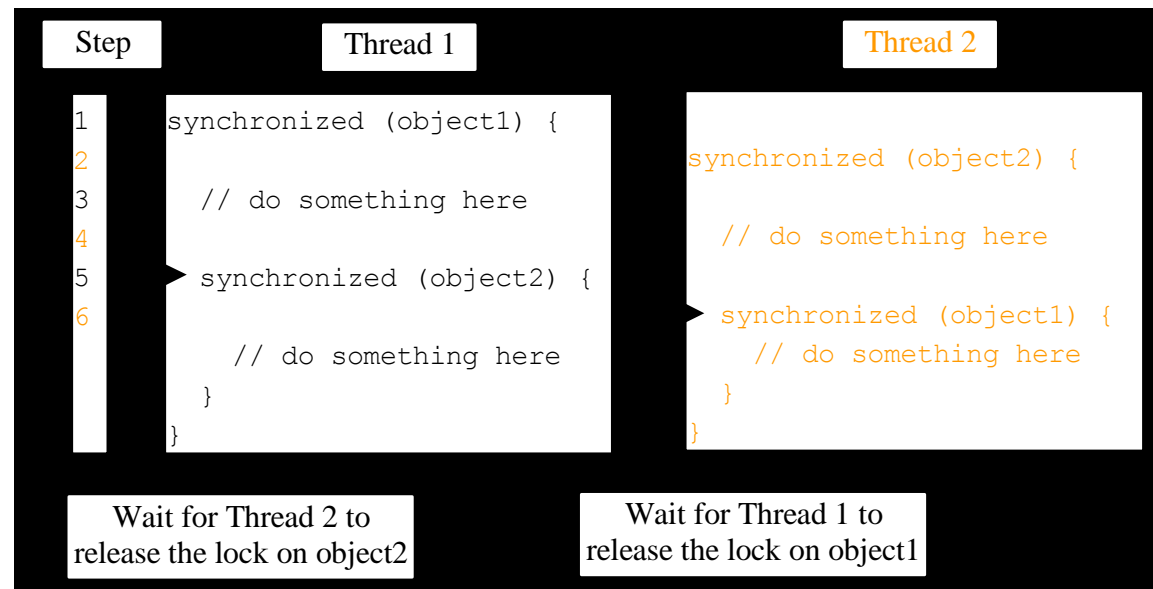 Step
Thread 1
Thread 2
1
2
3
4
5
6
synchronized (object1) {
// do something here
synchronized (object2) {
// do something here
}
}
synchronized (object2) {
// do something here
synchronized (object1) {
// do something here
}
}
Wait for Thread 2 to
release the lock on object2
Wait for Thread 1 to
release the lock on object1